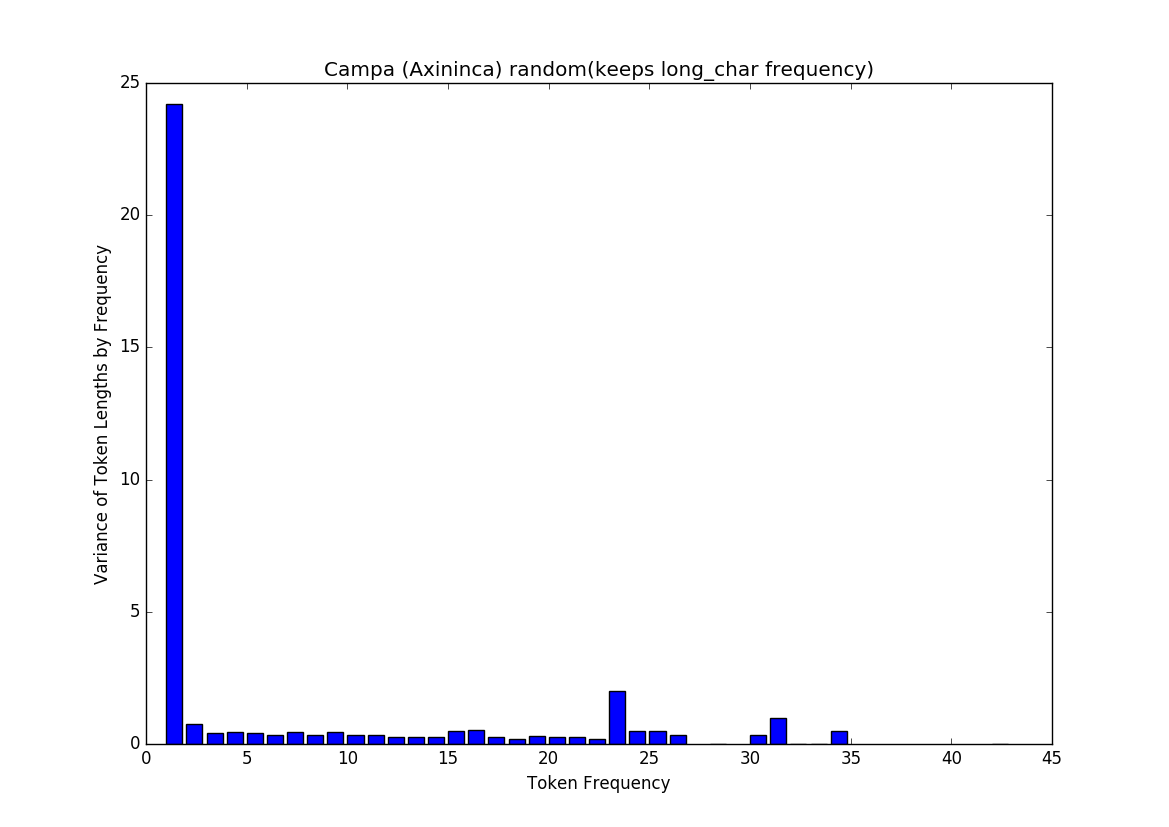 Campa (Axininca) random(keeps long_char frequency)
Variance of Token Lengths by Frequency
25
20
15
10
5
0
0 5 10 15 20 25 30 35 40 45
Token Frequency